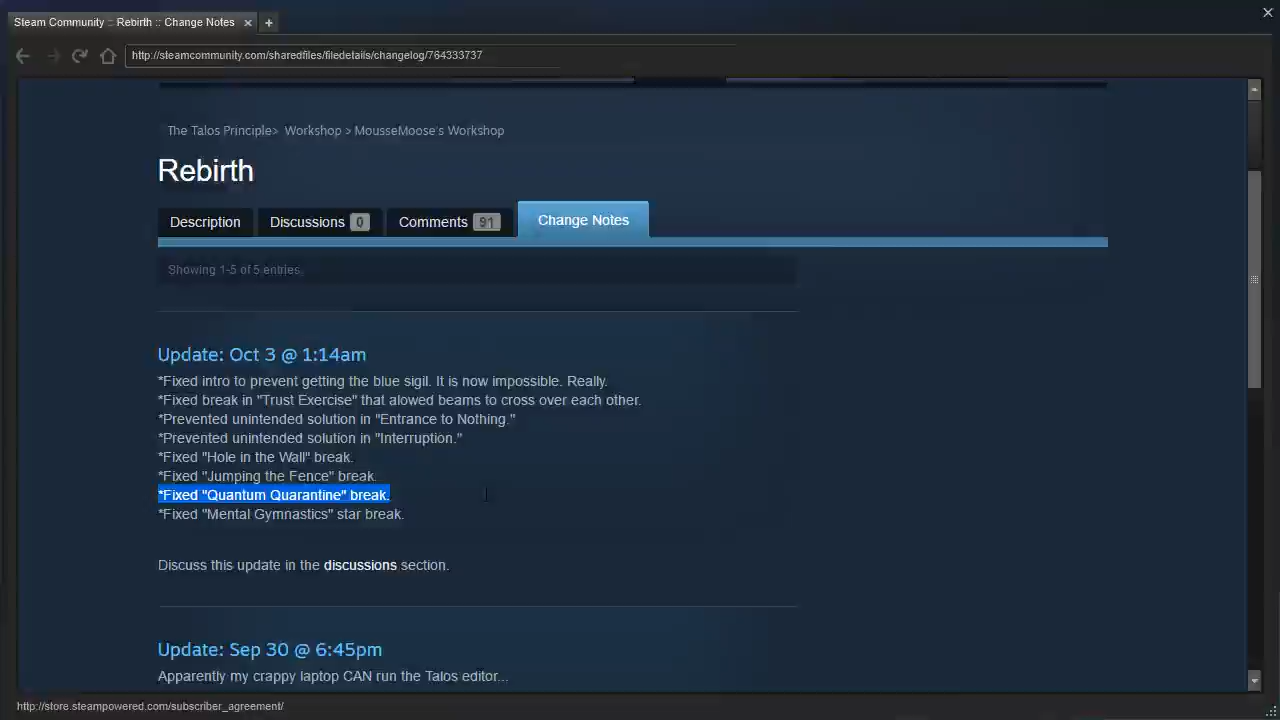 Steam Community :: Rebirth :: Change Notes
http://steamcommunity.com/sharedfiles/filedetails/changelog/764333737
The Talos Principle> Workshop > MousseMoose's Workshop
Rebirth
Description Discussions 0 Comments 91 Change Notes
Showing 1-5 of 5 entries
Update: Oct 3 @ 1:14am
*Fixed intro to prevent getting the blue sigil. It is now impossible. Really.
*Fixed break in "Trust Exercise" that alowed beams to cross over each other.
*Prevented unintended solution in "Entrance to Nothing."
*Prevented unintended solution in "Interruption."
*Fixed "Hole in the Wall" break.
*Fixed "Jumping the Fence" break.
*Fixed "Quantum Quarantine" break.
*Fixed "Mental Gymnastics" star break.
Discuss this update in the discussions section.
Update: Sep 30 @ 6:45pm
Apparently my crappy laptop CAN run the Talos editor...
http://store.steampowered.com/subscriber_agreement/